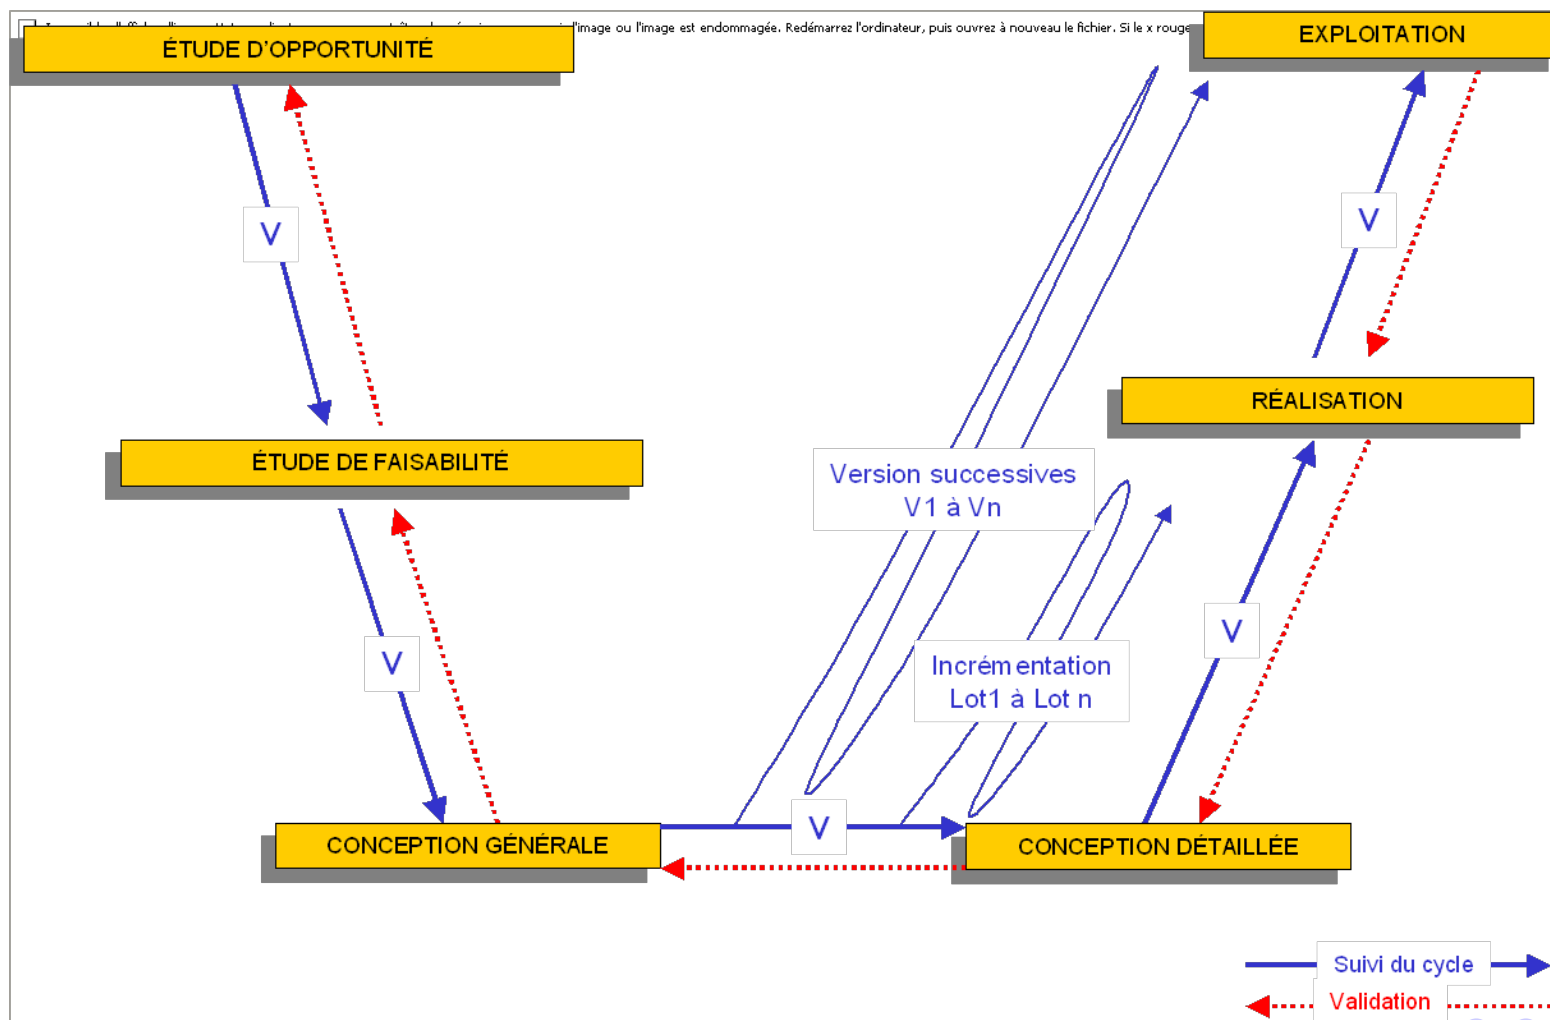 l'image ou l'image est endommagée. Redémarrez l'ordinateur, puis ouvrez à nouveau le fichier. Si le x rouge
ÉTUDE D'OPPORTUNITÉ
EXPLOITATION
V
V
RÉALISATION
ÉTUDE DE FAISABILITÉ
Version successives
V1 à Vn
V
V
Incrémentation
Lot1 à Lot n
V
CONCEPTION GÉNÉRALE
CONCEPTION DÉTAILLÉE
Suivi du cycle
Validation